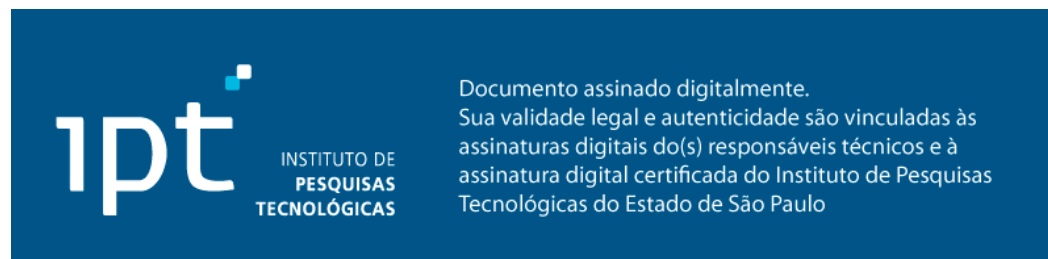 ipt
INSTITUTO DE
PESQUISAS
TECNOLÓGICAS
Documento assinado digitalmente.
Sua validade legal e autenticidade são vinculadas às
assinaturas digitais do(s) responsáveis técnicos e à
assinatura digital certificada do Instituto de Pesquisas
Tecnológicas do Estado de São Paulo